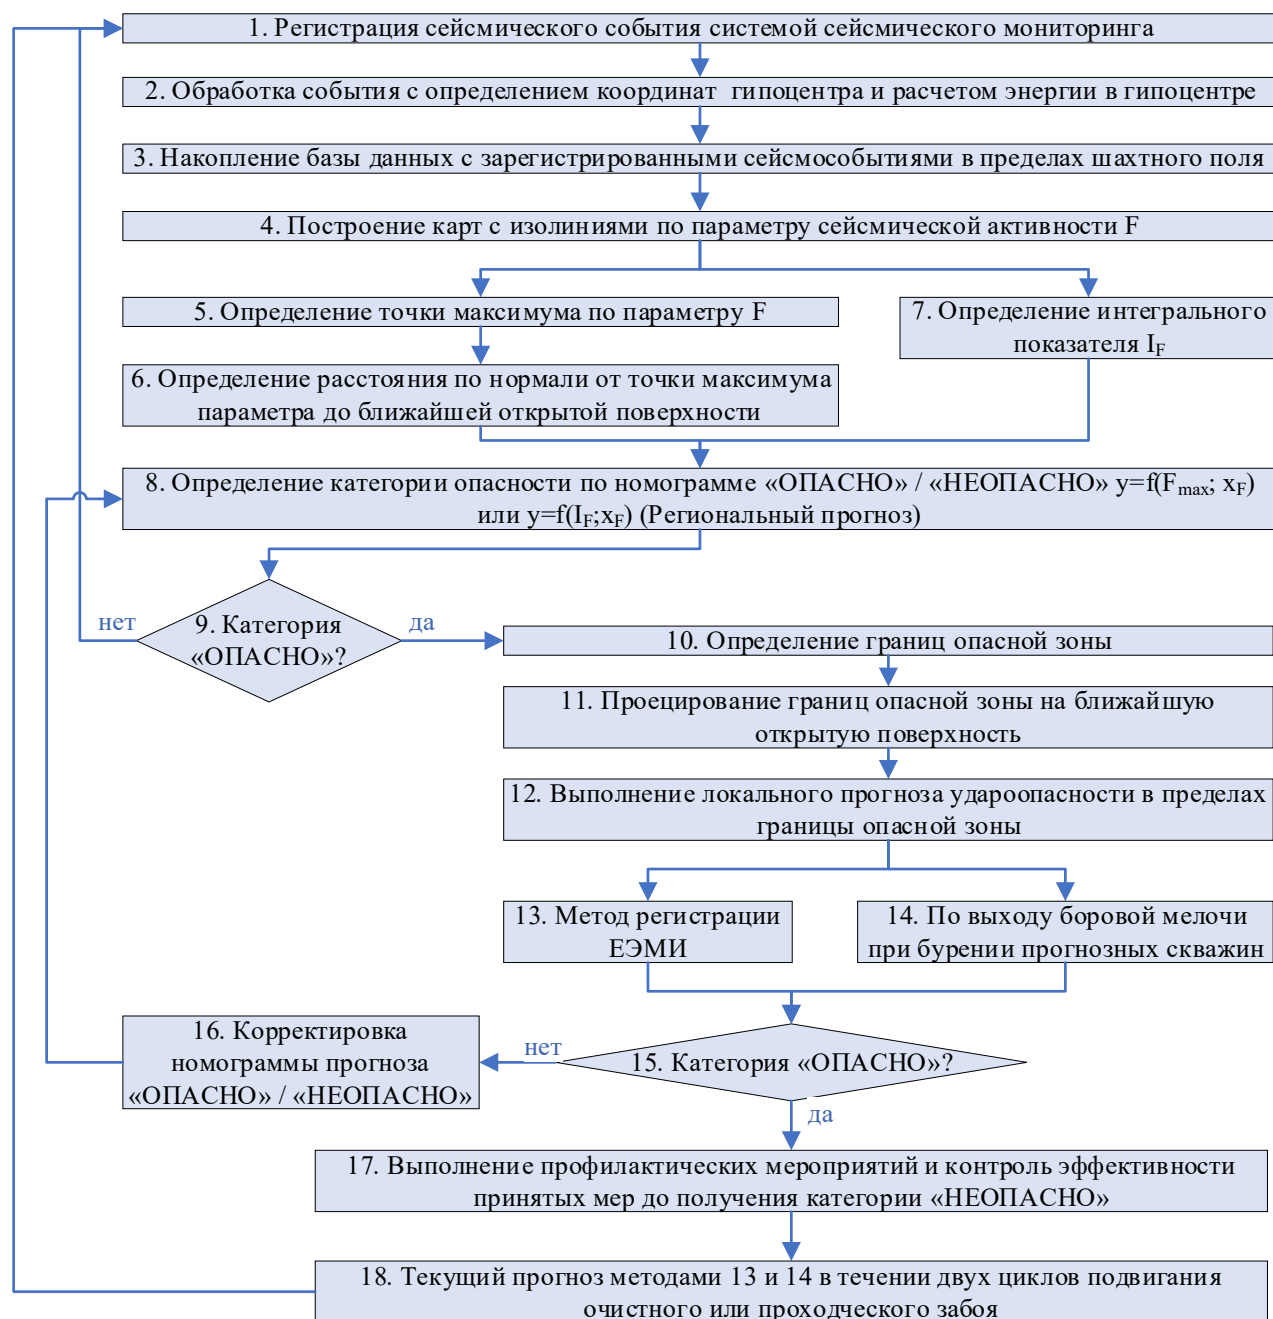 1. Регистрация сейсмического события системой сейсмического мониторинга
2. Обработка события с определением координат гипоцентра и расчетом энергии в гипоцентре
3. Накопление базы данных с зарегистрированными сейсмособытиями в пределах шахтного поля
4. Построение карт с изолиниями по параметру сейсмической активности F
5. Определение точки максимума по параметру F
7. Определение интегрального
показателя I_F
6. Определение расстояния по нормали от точки максимума
параметра до ближайшей открытой поверхности
8. Определение категории опасности по номограмме «ОПАСНО» / «НЕОПАСНО» y=f(F_max; x_F)
или y=f(I_F;x_F) (Региональный прогноз)
нет
9. Категория
«ОПАСНО»?
да
10. Определение границ опасной зоны
11. Проецирование границ опасной зоны на ближайшую
открытую поверхность
12. Выполнение локального прогноза удароопасности в пределах
границы опасной зоны
13. Метод регистрации
ЕЭМИ
14. По выходу боровой мелочи
при бурении прогнозных скважин
15. Категория «ОПАСНО»?
нет
да
16. Корректировка
номограммы прогноза
«ОПАСНО» / «НЕОПАСНО»
17. Выполнение профилактических мероприятий и контроль эффективности
принятых мер до получения категории «НЕОПАСНО»
18. Текущий прогноз методами 13 и 14 в течении двух циклов подвигания
очистного или проходческого забоя